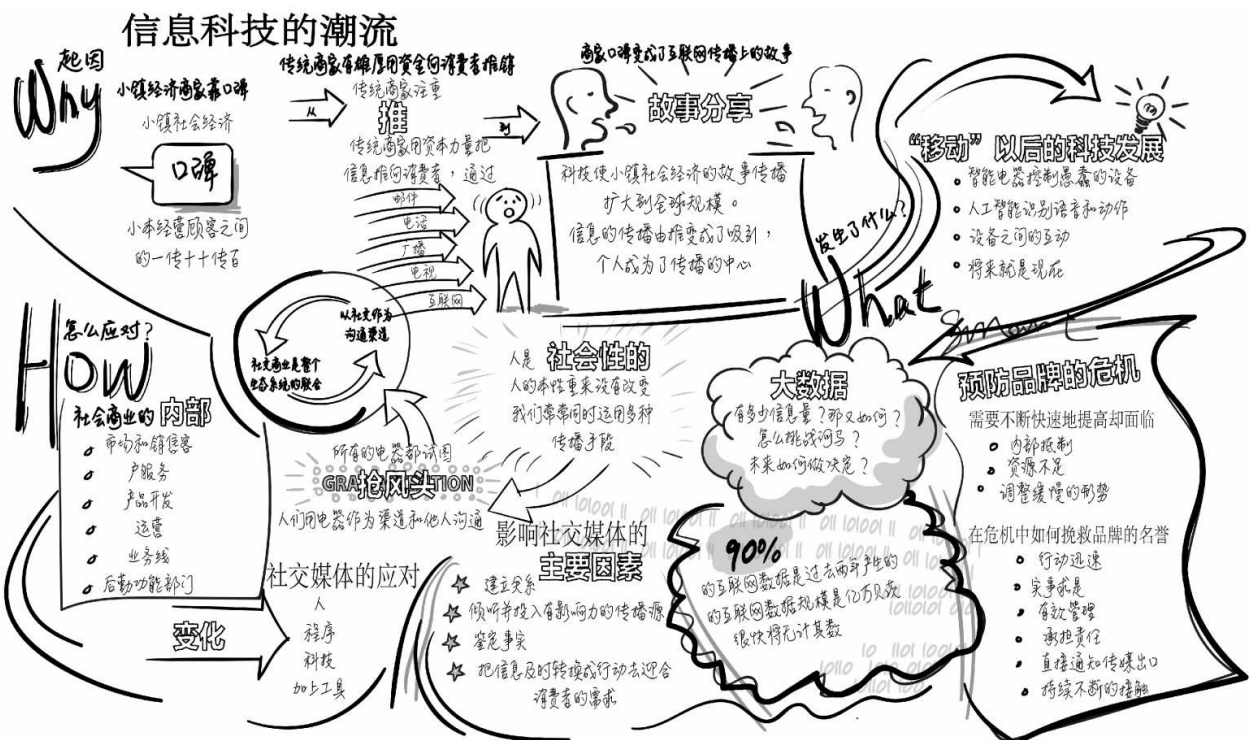 信息科技的潮流
Why
起因
小镇经济商家靠口碑
小镇社会经济
口碑
小本经营顾客之间
的一传十十传百
从
传统商家有雄厚团资金向消费者推销
传统商家注重
推
传统商家用资本力量把
信息推向消费者,通过
邮件
电话
广播
电视
互联网
到
商家口碑变成了互联网传播上的故事
故事分享
科技使小镇社会经济的故事传播
扩大到全球规模。
信息的传播由推变成了吸引,
个人成为了传播的中心
发生了什么?
What
“移动”以后的科技发展
智能电器控制愚蠢的设备
人工智能识别语音和动作
设备之间的互动
将来就是现在
How
怎么应对?
社会商业的内部
市场和销售客
户服务
产品开发
运营
业务线
后勤功能部门
变化
以社交作为
沟通渠道
社交商业是整个
生态系统的联合
所有的电器都试图
GRA抢风头TION
人们用电器作为渠道和他人沟通
社交媒体的应对
人
程序
科技
加上工具
人是社会性的
人的本性重来没有改变
我们常常同时运用多种
传播手段
影响社交媒体的
主要因素
建立关系
倾听并投入有影响力的传播源
鉴定事实
把信息及时转换成行动去迎合
消费者的需求
大数据
有多少信息量?那又如何?
怎么挑战河马?
未来如何做决定?
90%
的互联网数据是过去两年产生的
的互联网数据规模是亿万见读
很快将无计其数
Smart
预防品牌的危机
需要不断快速地提高却面临
内部抵制
资源不足
调整缓慢的形势
在危机中如何挽救品牌的名誉
行动迅速
实事求是
有效管理
承担责任
直接通知传媒出口
持续不断的接触